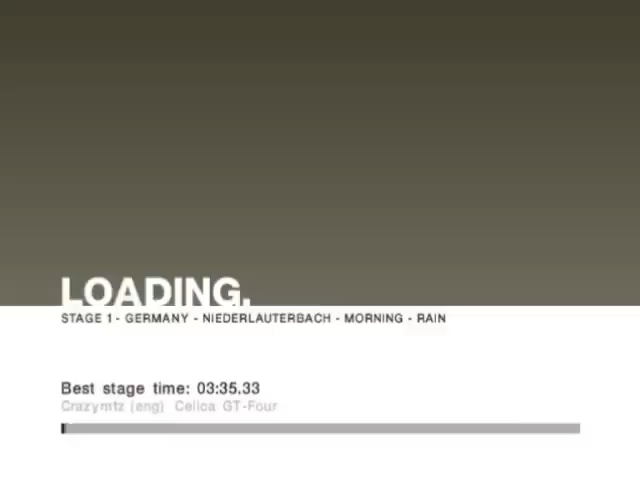 LOADING.
STAGE 1 - GERMANY - NIEDERLAUTERBACH - MORNING - RAIN
Best stage time: 03:35.33
Crazymtz (eng) Celica GT-Four